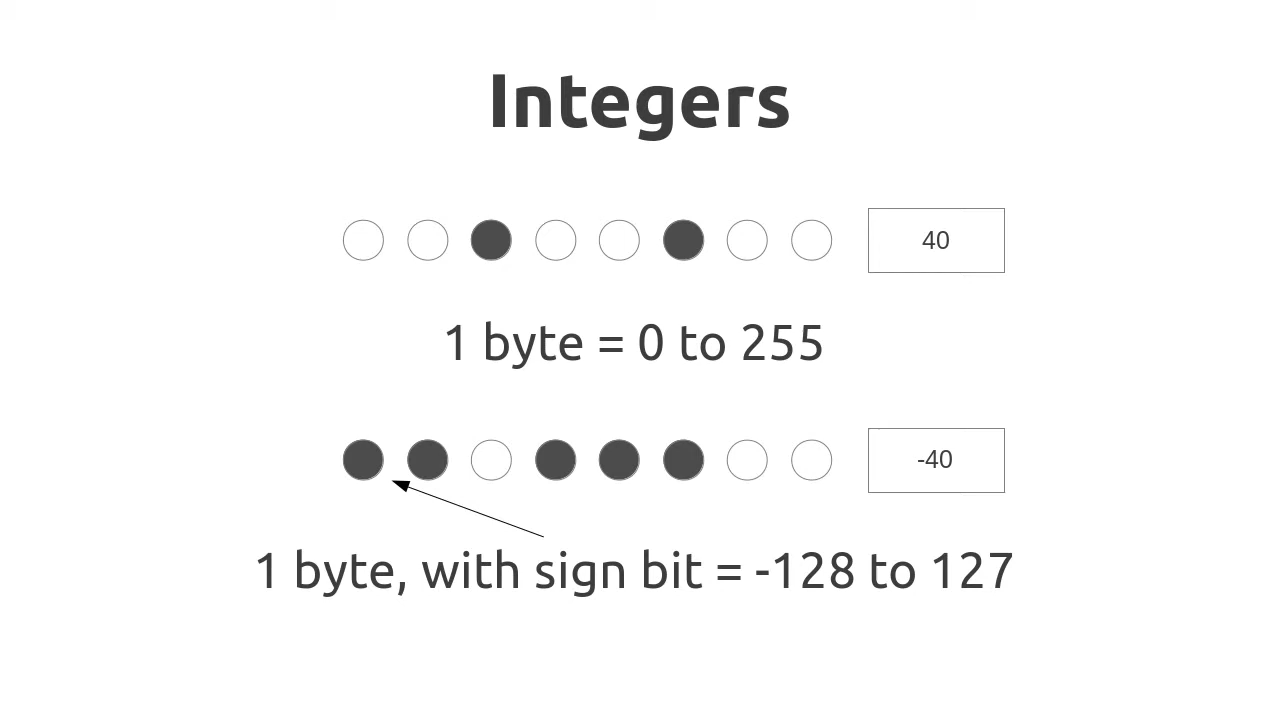 Integers
40
1 byte = 0 to 255
-40
1 byte, with sign bit = -128 to 127